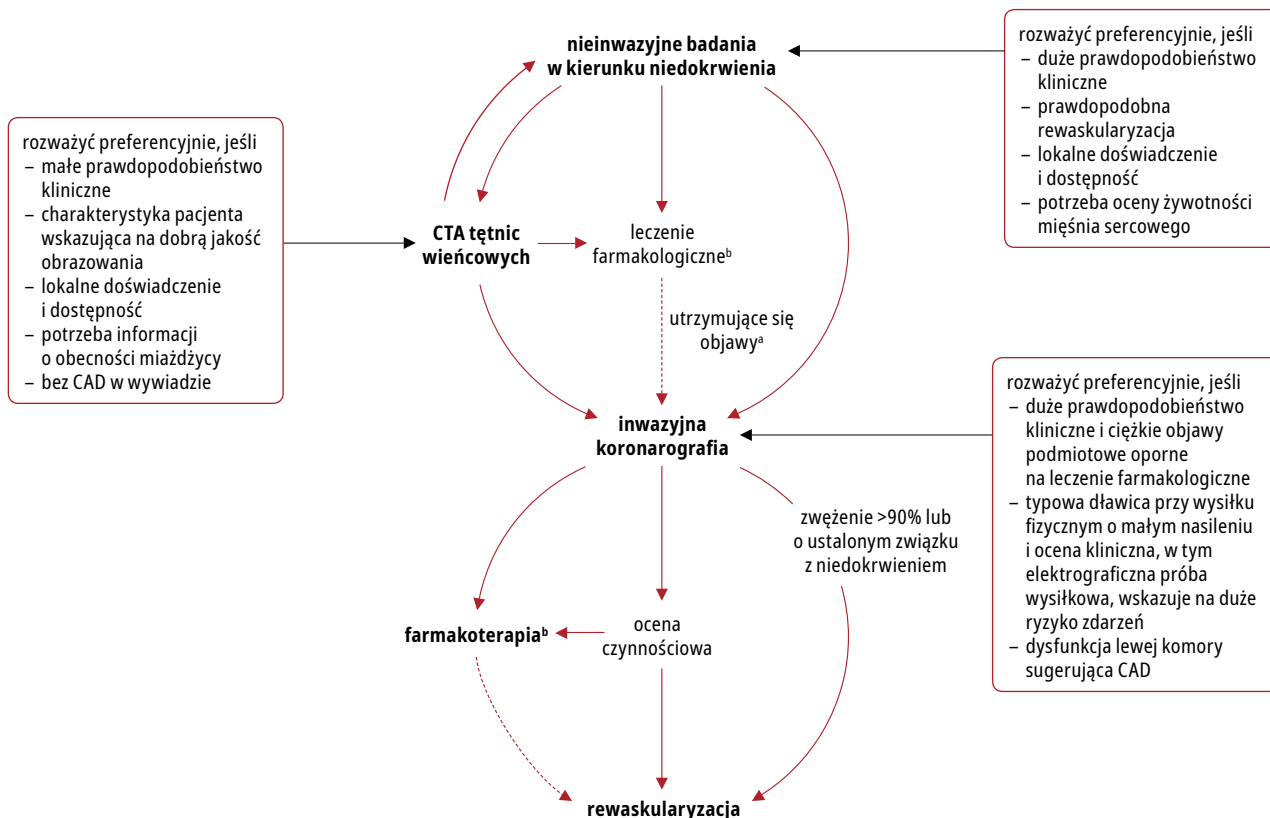 nieinwazyjne badania
w kierunku niedokrwienia
rozważyć preferencyjnie, jeśli
– duże prawdopodobieństwo
kliniczne
– prawdopodobna
rewaskularyzacja
– lokalne doświadczenie
i dostępność
– potrzeba oceny żywotności
mięśnia sercowego
rozważyć preferencyjnie, jeśli
– małe prawdopodobieństwo
kliniczne
– charakterystyka pacjenta
wskazująca na dobrą jakość
obrazowania
– lokalne doświadczenie
i dostępność
– potrzeba informacji
o obecności miażdżycy
– bez CAD w wywiadzie
CTA tętnic
wieńcowych
leczenie
farmakologiczneᵇ
utrzymujące się
objawyᵃ
inwazyjna
koronarografia
rozważyć preferencyjnie, jeśli
– duże prawdopodobieństwo
kliniczne i ciężkie objawy
podmiotowe oporne
na leczenie farmakologiczne
– typowa dławica przy wysiłku
fizycznym o małym nasileniu
i ocena kliniczna, w tym
elektrograficzna próba
wysiłkowa, wskazuje na duże
ryzyko zdarzeń
– dysfunkcja lewej komory
sugerująca CAD
zwężenie >90% lub
o ustalonym związku
z niedokrwieniem
farmakoterapiaᵇ
ocena
czynnościowa
rewaskularyzacja